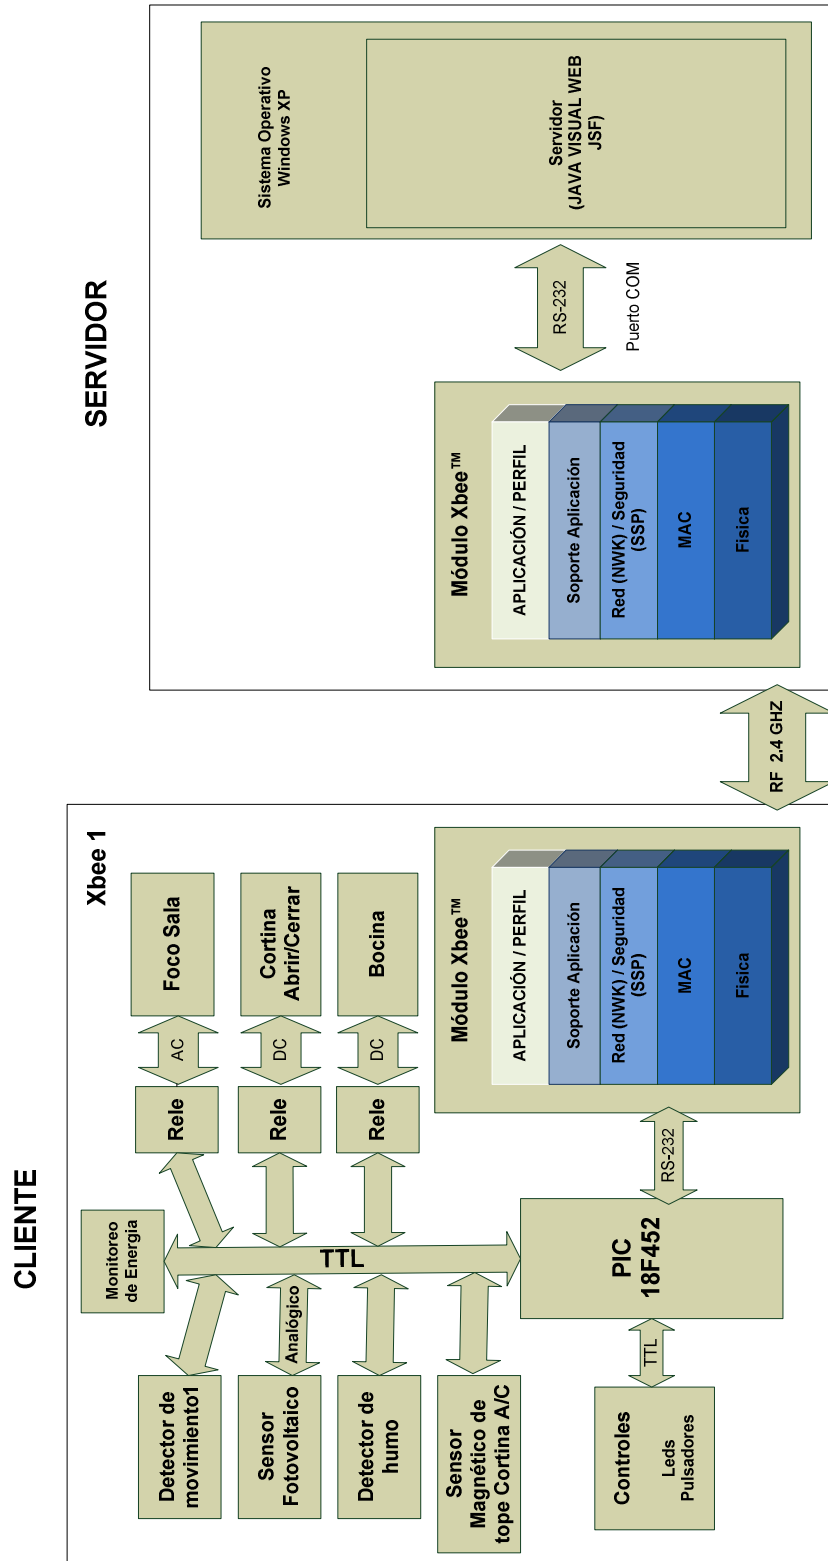 CLIENTE
SERVIDOR
Xbee 1
Monitoreo
de Energia
Detector de
movimiento1
Sensor
Fotovoltaico
Detector de
humo
Sensor
Magnético de
tope Cortina A/C
Analógico
TTL
Rele
Rele
Rele
AC
DC
DC
Foco Sala
Cortina
Abrir/Cerrar
Bocina
Controles
Leds
Pulsadores
TTL
PIC
18F452
RS-232
Módulo Xbee™
APLICACIÓN / PERFIL
Soporte Aplicación
Red (NWK) / Seguridad
(SSP)
MAC
Fisica
RF 2.4 GHZ
Módulo Xbee™
APLICACIÓN / PERFIL
Soporte Aplicación
Red (NWK) / Seguridad
(SSP)
MAC
Fisica
RS-232
Puerto COM
Sistema Operativo
Windows XP
Servidor
(JAVA VISUAL WEB
JSF)